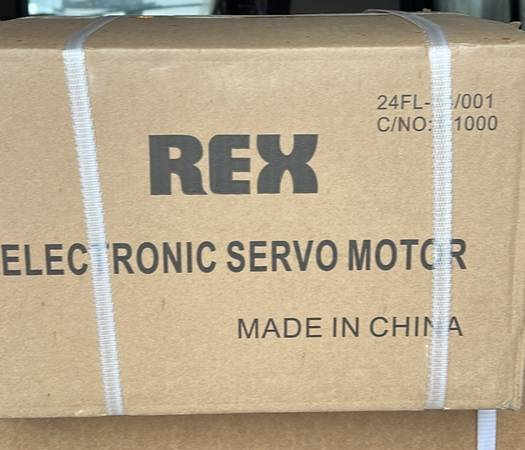 24FL- /001
C/NO: 1000
REX
ELECTRONIC SERVO MOTOR
MADE IN CHINA